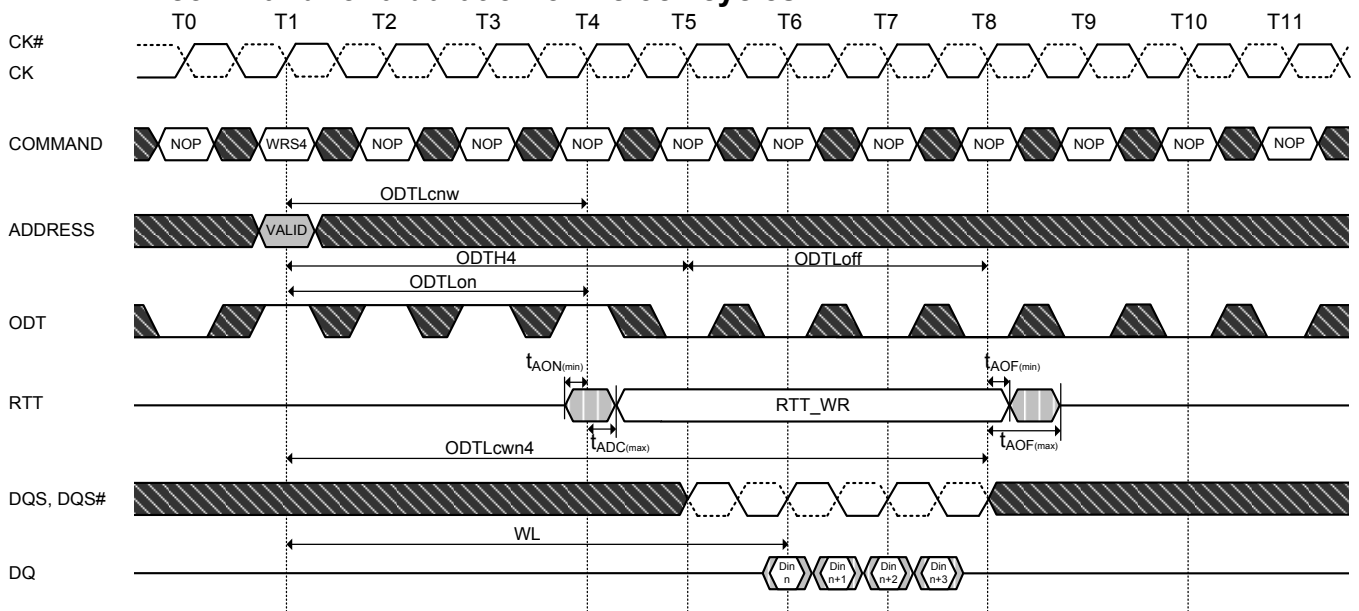 T0 T1 T2 T3 T4 T5 T6 T7 T8 T9 T10 T11
CK#
CK
COMMAND NOP WRS4 NOP NOP NOP NOP NOP NOP NOP NOP NOP NOP
ODTLcnw
ADDRESS VALID
ODTH4 ODTLoff
ODTLon
ODT
tAON(min) tAOF(min)
RTT RTT_WR
tADC(max) tAOF(max)
ODTLcwn4
DQS, DQS#
WL
DQ Din n Din n+1 Din n+2 Din n+3